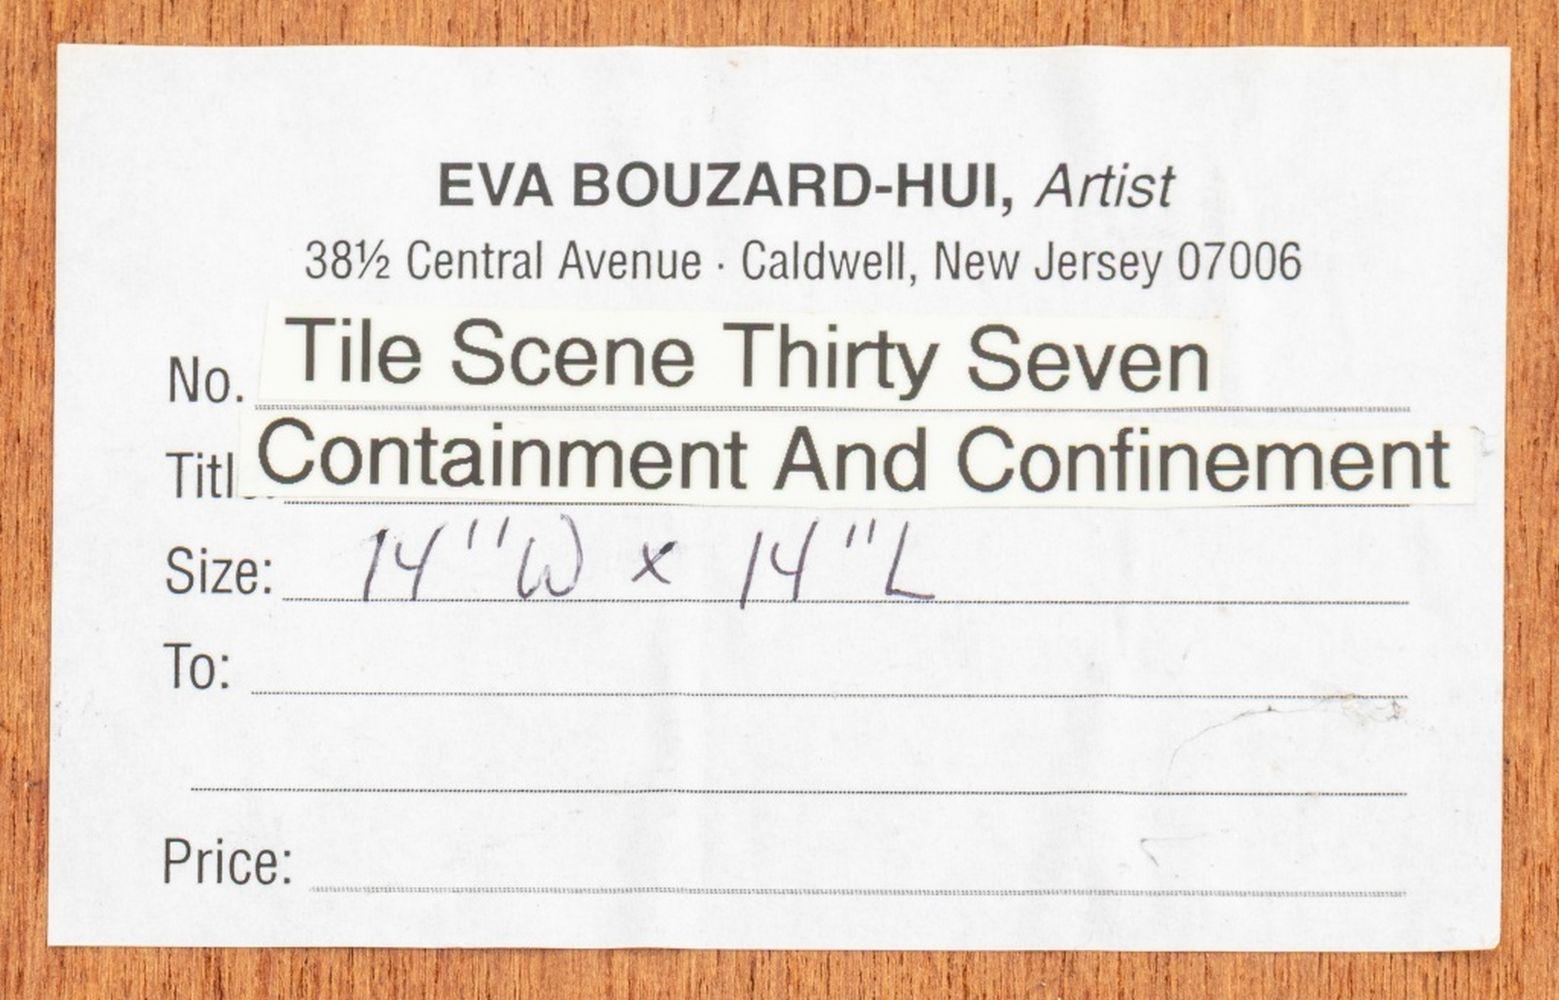 EVA BOUZARD-HUI, Artist
38½ Central Avenue · Caldwell, New Jersey 07006
No. Tile Scene Thirty Seven
Titl Containment And Confinement
Size: 14"W x 14"L
To:
Price: